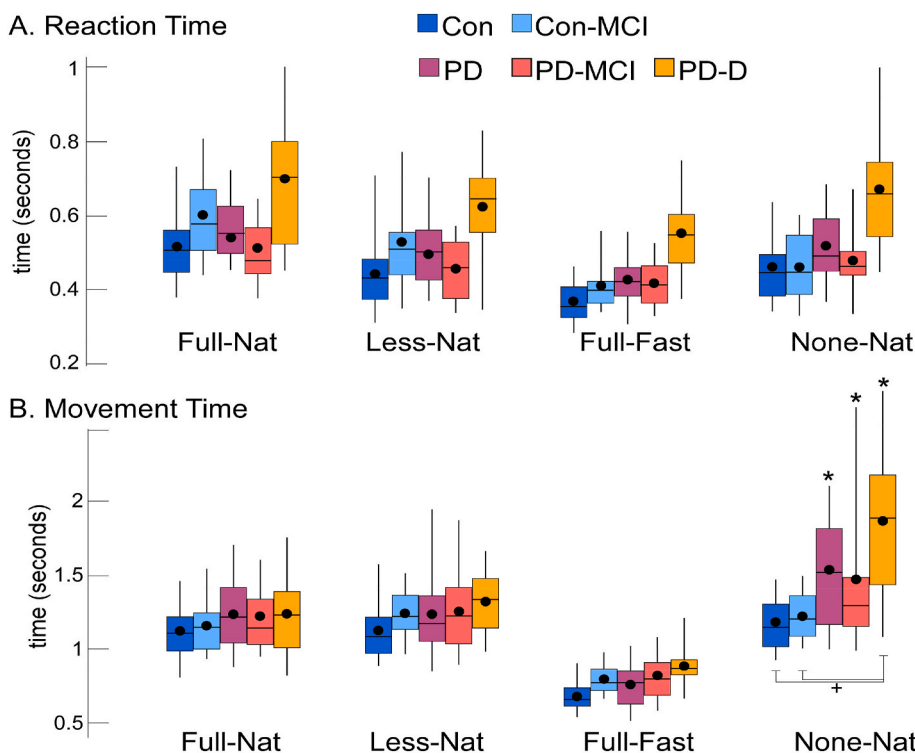 A. Reaction Time
Con Con-MCI
PD PD-MCI PD-D
1
0.8
0.6
0.4
0.2
time (seconds)
Full-Nat Less-Nat Full-Fast None-Nat
B. Movement Time
2
1.5
1
0.5
time (seconds)
* * *
+
Full-Nat Less-Nat Full-Fast None-Nat